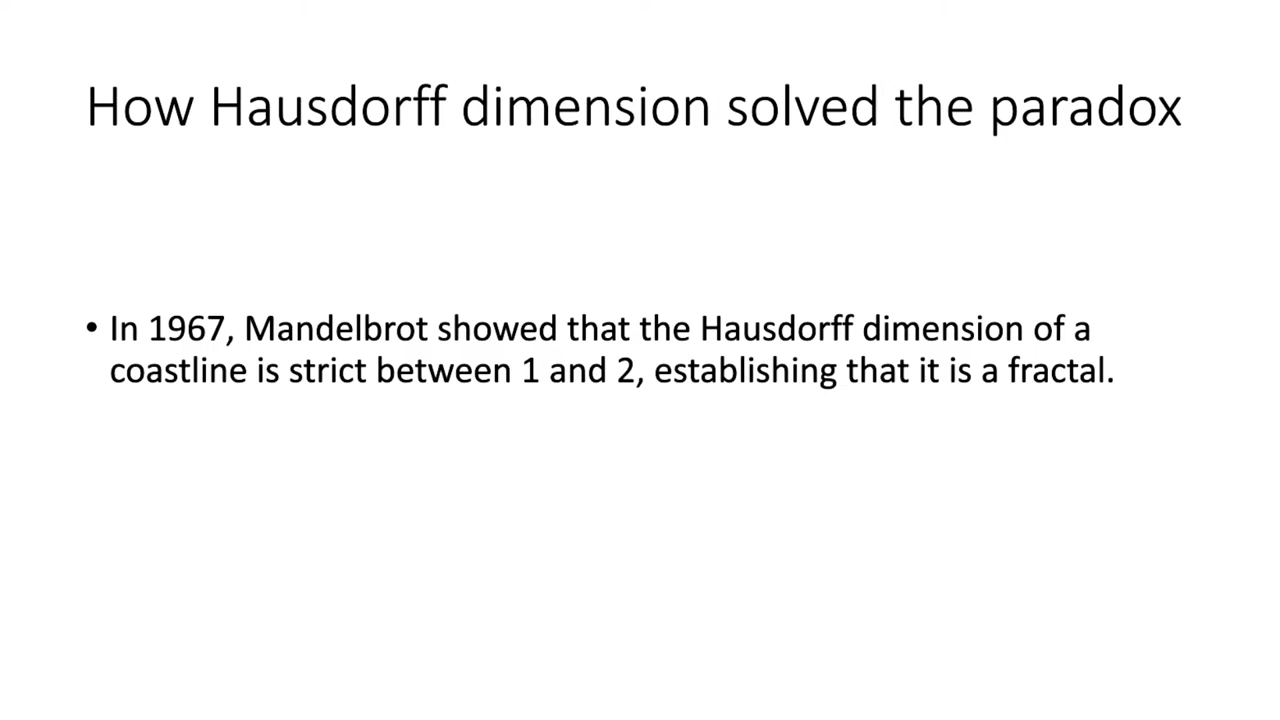 How Hausdorff dimension solved the paradox
• In 1967, Mandelbrot showed that the Hausdorff dimension of a
coastline is strict between 1 and 2, establishing that it is a fractal.